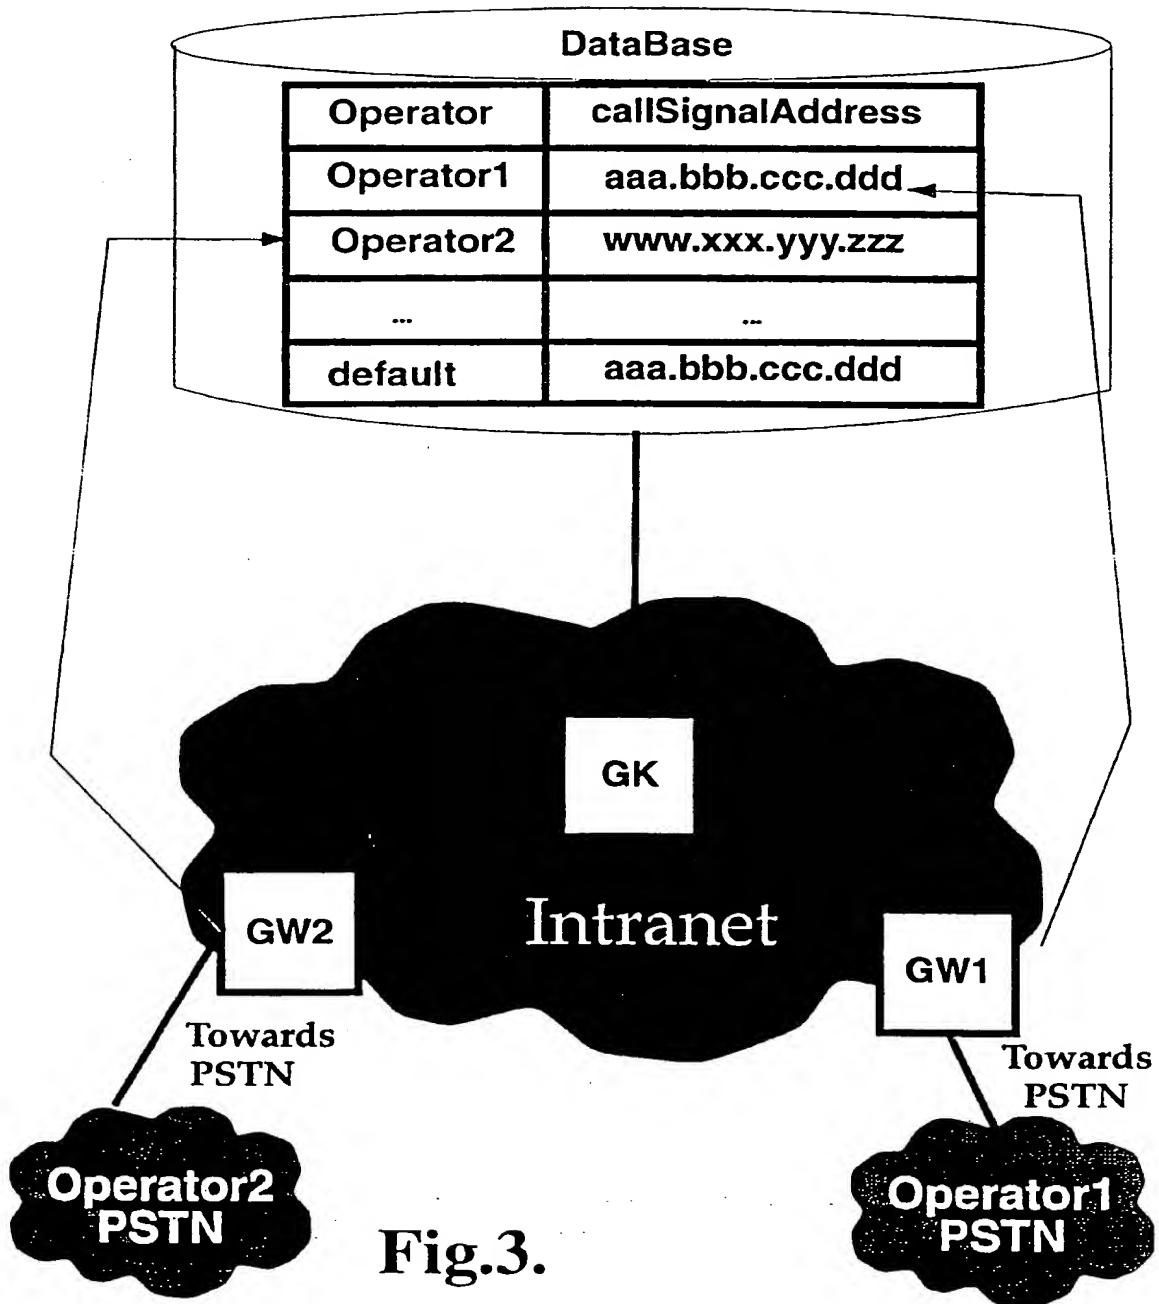 DataBase
Operator callSignalAddress
Operator1 aaa.bbb.ccc.ddd
Operator2 www.xxx.yyy.zzz
... ...
default aaa.bbb.ccc.ddd
GK
Intranet
GW2
GW1
Towards
PSTN
Towards
PSTN
Operator2
PSTN
Operator1
PSTN
Fig.3.